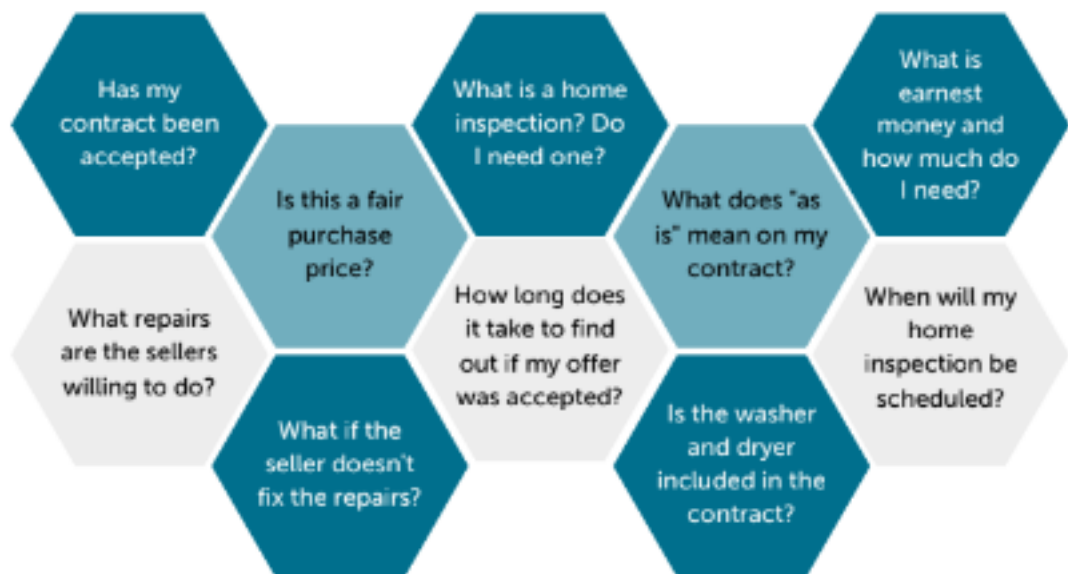 Has my
contract been
accepted?
What is a home
inspection? Do
I need one?
What is
earnest
money and
how much do
I need?
Is this a fair
purchase
price?
What does "as
is" mean on my
contract?
What repairs
are the sellers
willing to do?
How long does
it take to find
out if my offer
was accepted?
When will my
home
inspection be
scheduled?
What if the
seller doesn't
fix the repairs?
Is the washer
and dryer
included in the
contract?